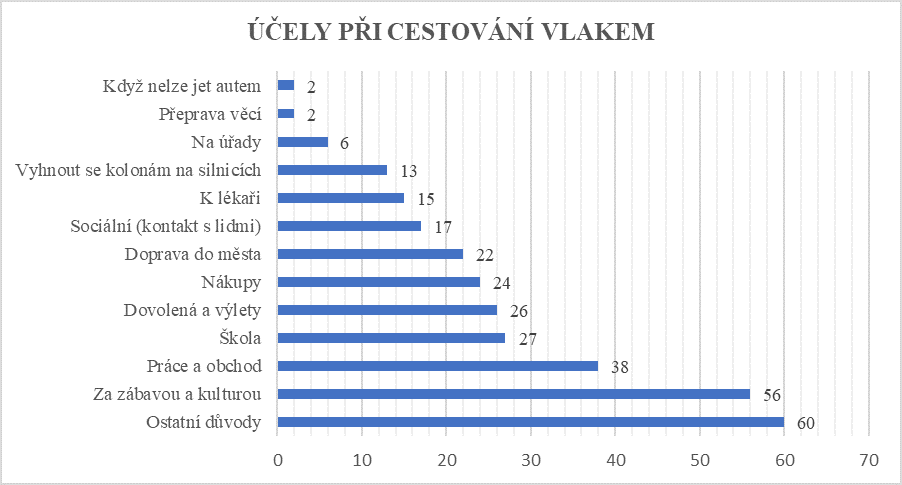 ÚČELY PŘI CESTOVÁNÍ VLAKEM
Když nelze jet autem 2
Přeprava věcí 2
Na úřady 6
Vyhnout se kolonám na silnicích 13
K lékaři 15
Sociální (kontakt s lidmi) 17
Doprava do města 22
Nákupy 24
Dovolená a výlety 26
Škola 27
Práce a obchod 38
Za zábavou a kulturou 56
Ostatní důvody 60
0 10 20 30 40 50 60 70